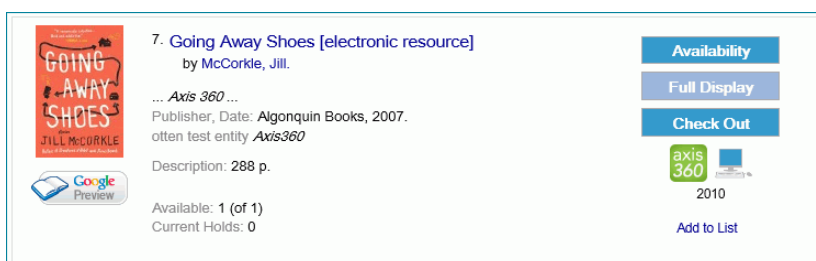 GOING
AWAY
SHOES
JILL McCORKLE
Google
Preview
7. Going Away Shoes [electronic resource]
by McCorkle, Jill.
... Axis 360 ...
Publisher, Date: Algonquin Books, 2007.
otten test entity Axis360
Description: 288 p.
Available: 1 (of 1)
Current Holds: 0
Availability
Full Display
Check Out
axis
360
2010
Add to List